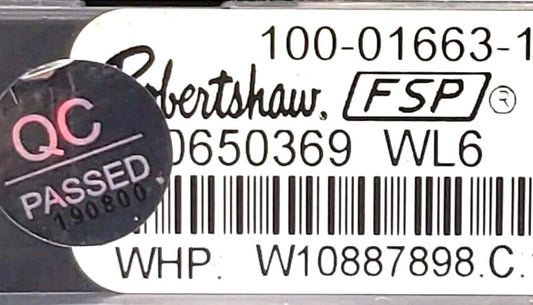 100-01663-1
Robertshaw. FSP ®
0650369 WL6
QC
PASSED
190800
WHP: W10887898.C.